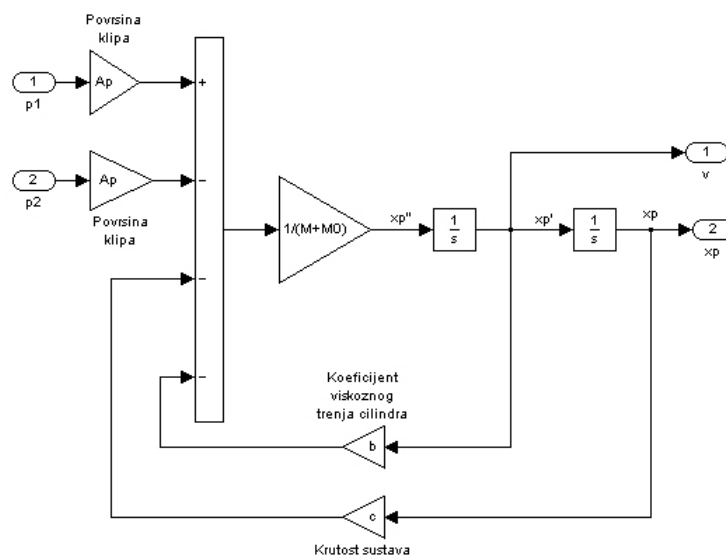 Povrsina
klipa
1
p1
Ap
+
2
p2
Ap
Povrsina
klipa
−
−
−
1/(M+M0)
xp''
1
s
xp'
1
s
xp
1
v
2
xp
Koeficijent
viskoznog
trenja cilindra
b
c
Krutost sustava